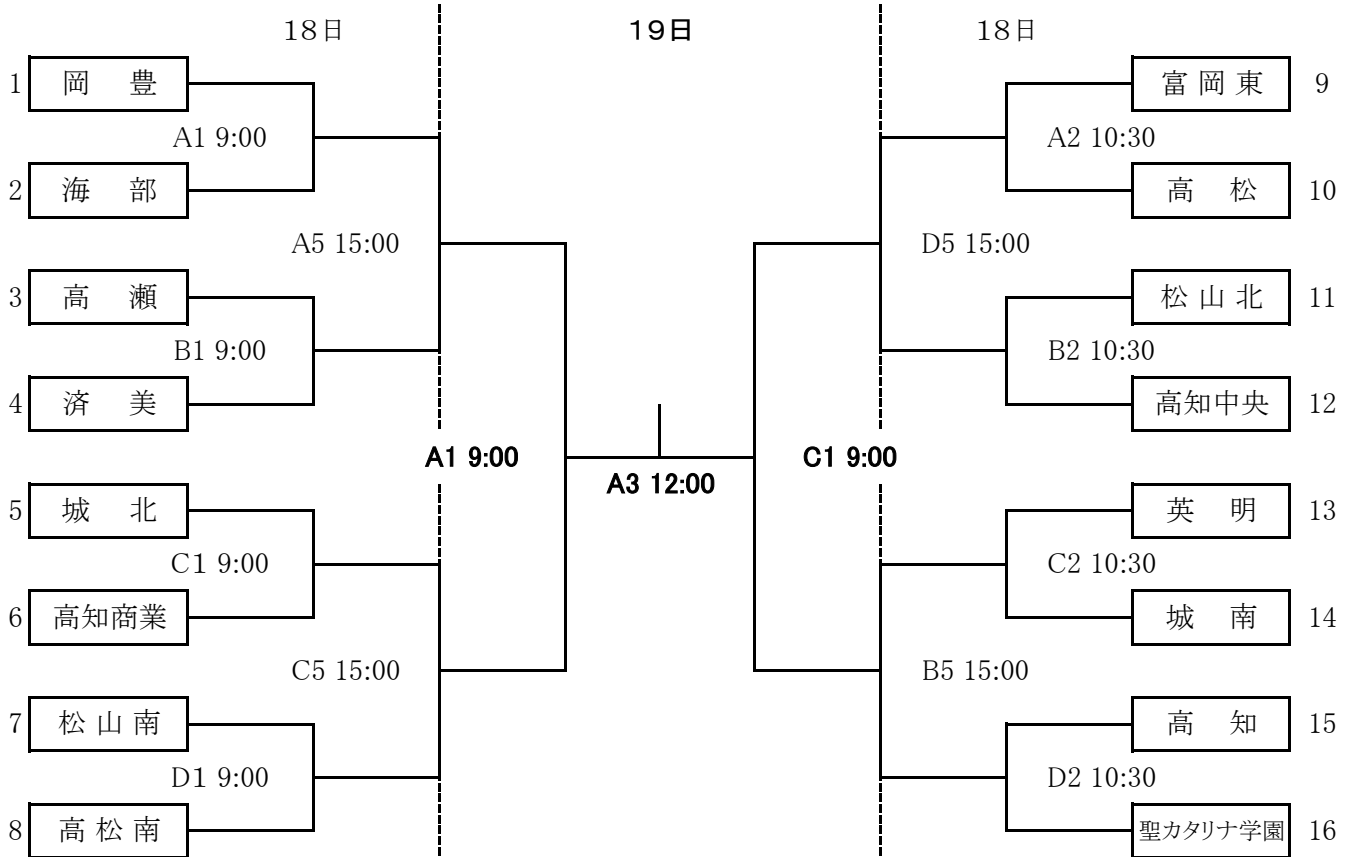 18日 19日 18日
1 岡 豊 富岡東 9
A1 9:00 A2 10:30
2 海 部 高 松 10
A5 15:00 D5 15:00
3 高 瀬 松山北 11
B1 9:00 B2 10:30
4 済 美 高知中央 12
A1 9:00 A3 12:00 C1 9:00
5 城 北 英 明 13
C1 9:00 C2 10:30
6 高知商業 城 南 14
C5 15:00 B5 15:00
7 松山南 高 知 15
D1 9:00 D2 10:30
8 高松南 聖カタリナ学園 16